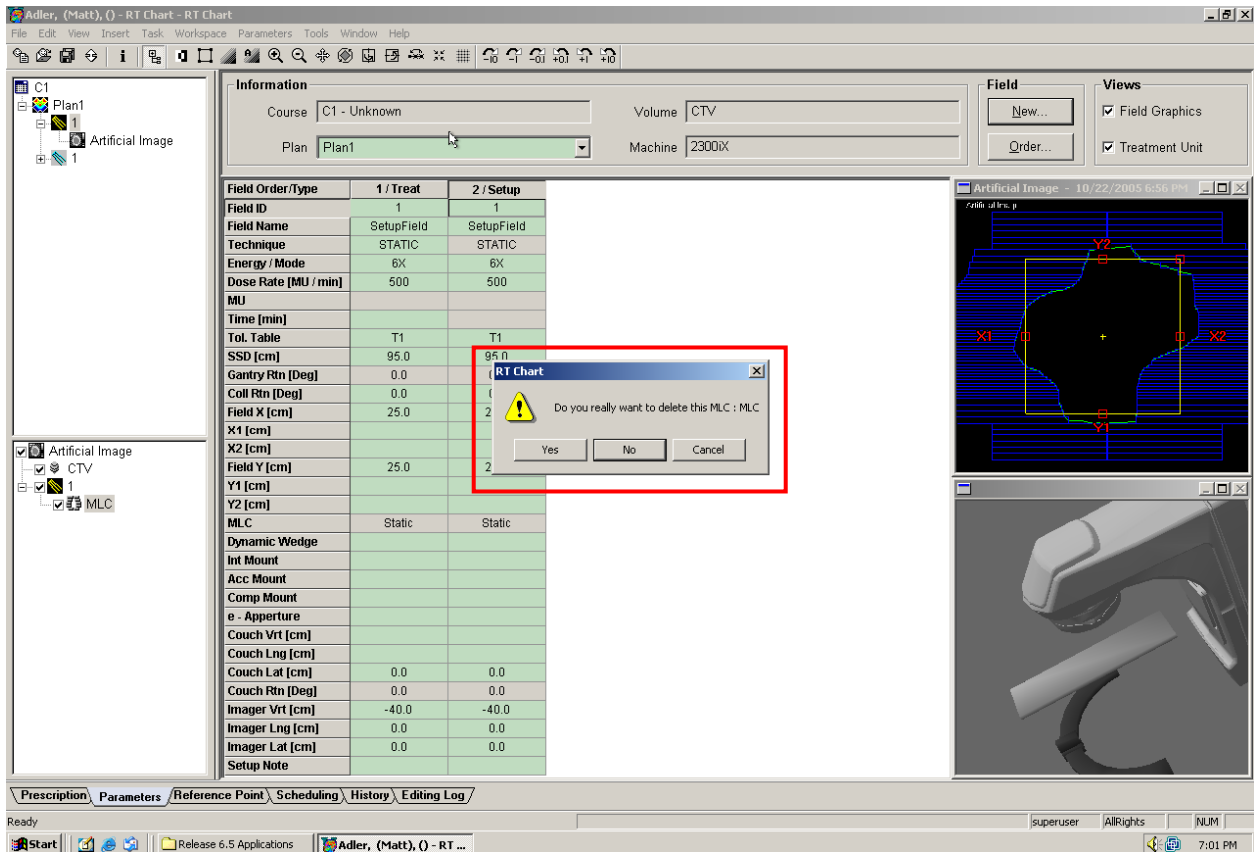 Adler, (Matt), () - RT Chart - RT Chart
File Edit View Insert Task Workspace Parameters Tools Window Help
-10 -1 -0.1 +0.1 +1 +10
C1
Plan1
1
Artificial Image
1
Information
Course C1 - Unknown Volume CTV
Plan Plan1 Machine 2300iX
Field
New...
Order...
Views
Field Graphics
Treatment Unit
Field Order/Type 1 / Treat 2 / Setup
Field ID 1 1
Field Name SetupField SetupField
Technique STATIC STATIC
Energy / Mode 6X 6X
Dose Rate [MU / min] 500 500
MU
Time [min]
Tol. Table T1 T1
SSD [cm] 95.0 95.0
Gantry Rtn [Deg] 0.0
Coll Rtn [Deg] 0.0
Field X [cm] 25.0 2
X1 [cm]
X2 [cm]
Field Y [cm] 25.0 2
Y1 [cm]
Y2 [cm]
MLC Static Static
Dynamic Wedge
Int Mount
Acc Mount
Comp Mount
e - Apperture
Couch Vrt [cm]
Couch Lng [cm]
Couch Lat [cm] 0.0 0.0
Couch Rtn [Deg] 0.0 0.0
Imager Vrt [cm] -40.0 -40.0
Imager Lng [cm] 0.0 0.0
Imager Lat [cm] 0.0 0.0
Setup Note
RT Chart
Do you really want to delete this MLC : MLC
Yes No Cancel
Artificial Image - 10/22/2005 6:56 PM
Y2
X1 X2
Y1
Artificial Image
CTV
1
MLC
Prescription Parameters Reference Point Scheduling History Editing Log
Ready superuser AllRights NUM
Start Release 6.5 Applications Adler, (Matt), () - RT ... 7:01 PM